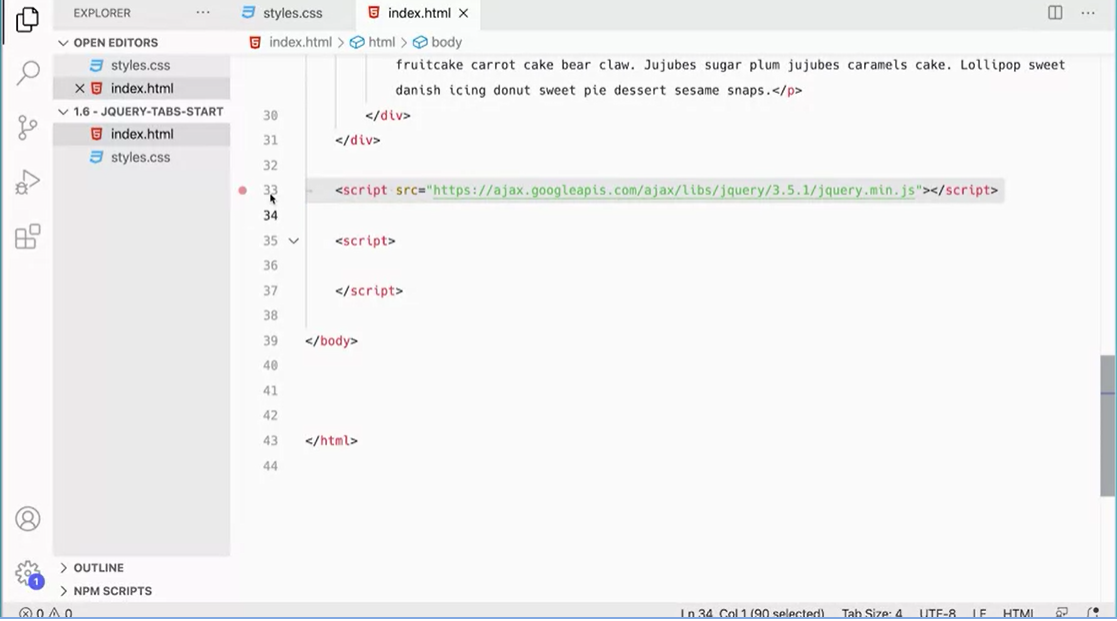 EXPLORER
···
styles.css
index.html
OPEN EDITORS
index.html > html > body
styles.css
index.html
1.6 - JQUERY-TABS-START
index.html
styles.css
fruitcake carrot cake bear claw. Jujubes sugar plum jujubes caramels cake. Lollipop sweet
danish icing donut sweet pie dessert sesame snaps.</p>
30 </div>
31 </div>
32
33 <script src="https://ajax.googleapis.com/ajax/libs/jquery/3.5.1/jquery.min.js"></script>
34
35 <script>
36
37 </script>
38
39 </body>
40
41
42
43 </html>
44
1
OUTLINE
NPM SCRIPTS
0 0
Ln 34, Col 1 (90 selected) Tab Size: 4 UTF-8 LF HTML